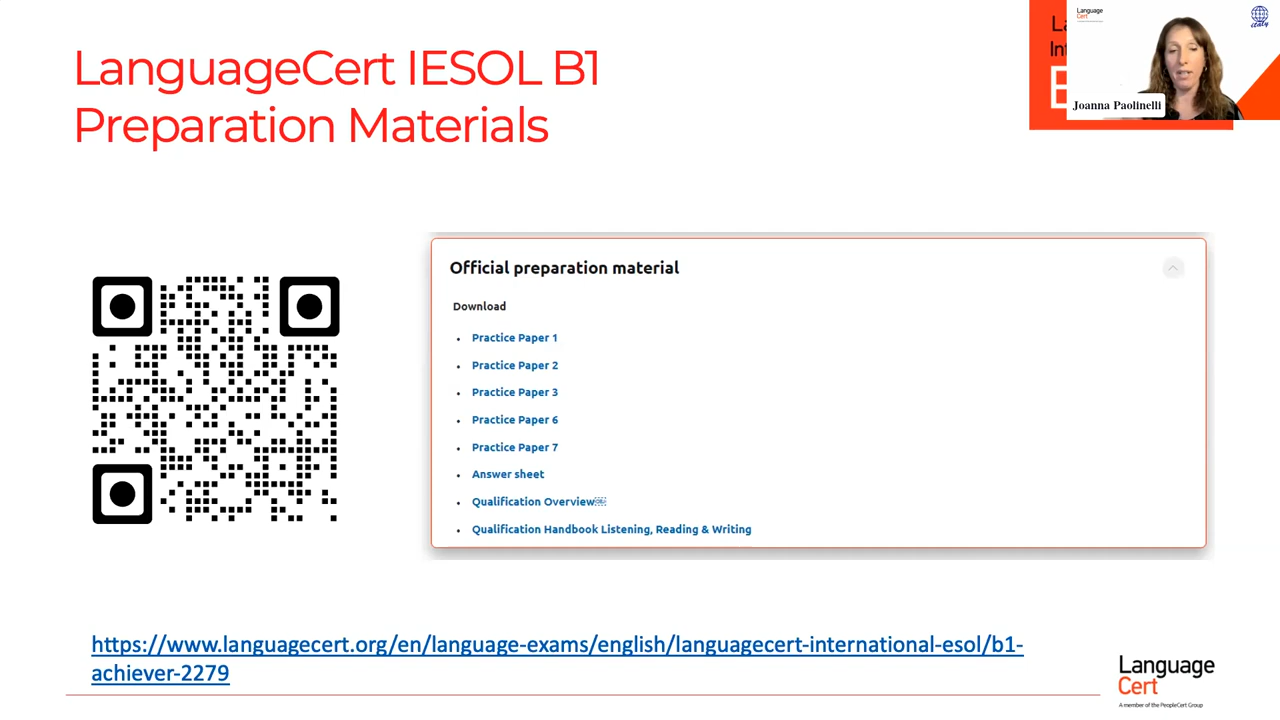 LanguageCert IESOL B1
Preparation Materials
Language
Cert
Joanna Paolinelli
Official preparation material
Download
Practice Paper 1
Practice Paper 2
Practice Paper 3
Practice Paper 6
Practice Paper 7
Answer sheet
Qualification Overview
Qualification Handbook Listening, Reading & Writing
https://www.languagecert.org/en/language-exams/english/languagecert-international-esol/b1-
achiever-2279
Language
Cert
A member of the PeopleCert Group